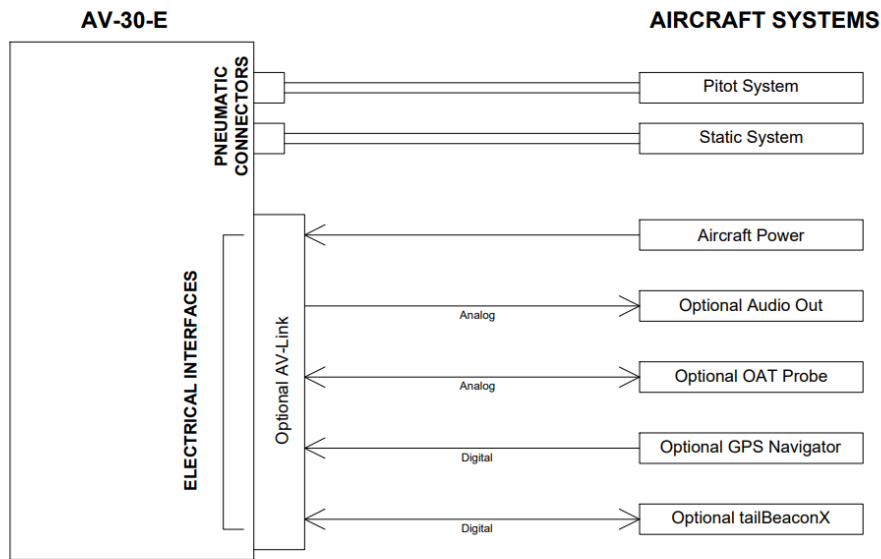 AV-30-E
AIRCRAFT SYSTEMS
PNEUMATIC
CONNECTORS
Pitot System
Static System
ELECTRICAL INTERFACES
Optional AV-Link
Aircraft Power
Analog
Optional Audio Out
Analog
Optional OAT Probe
Digital
Optional GPS Navigator
Digital
Optional tailBeaconX